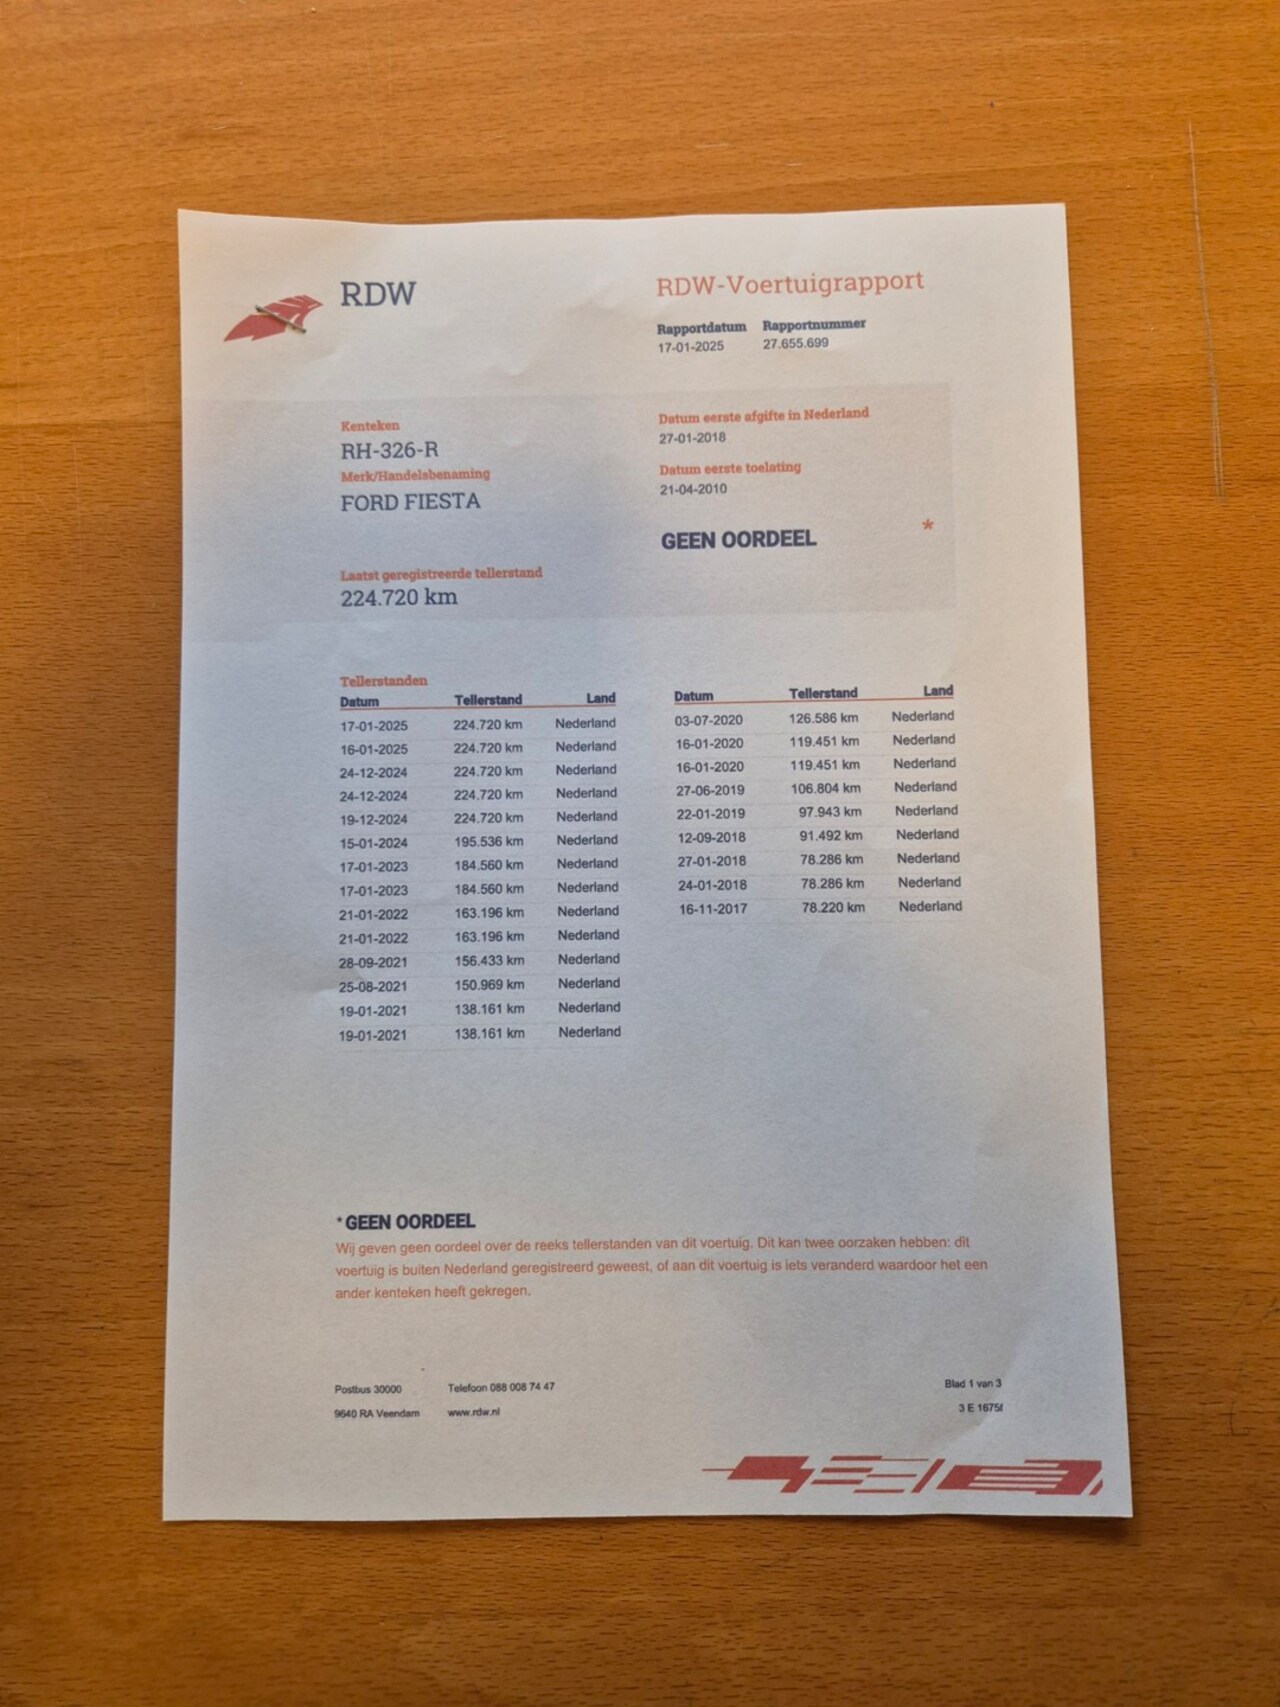 RDW
RDW-Voertuigrapport
Rapportdatum Rapportnummer
17-01-2025 27.655.699
Kenteken
RH-326-R
Merk/Handelsbenaming
FORD FIESTA
Laatst geregistreerde tellerstand
224.720 km
Datum eerste afgifte in Nederland
27-01-2018
Datum eerste toelating
21-04-2010
GEEN OORDEEL *
Tellerstanden
Datum Tellerstand Land
17-01-2025 224.720 km Nederland
16-01-2025 224.720 km Nederland
24-12-2024 224.720 km Nederland
24-12-2024 224.720 km Nederland
19-12-2024 224.720 km Nederland
15-01-2024 195.536 km Nederland
17-01-2023 184.560 km Nederland
17-01-2023 184.560 km Nederland
21-01-2022 163.196 km Nederland
21-01-2022 163.196 km Nederland
28-09-2021 156.433 km Nederland
25-08-2021 150.969 km Nederland
19-01-2021 138.161 km Nederland
19-01-2021 138.161 km Nederland
Datum Tellerstand Land
03-07-2020 126.586 km Nederland
16-01-2020 119.451 km Nederland
16-01-2020 119.451 km Nederland
27-06-2019 106.804 km Nederland
22-01-2019 97.943 km Nederland
12-09-2018 91.492 km Nederland
27-01-2018 78.286 km Nederland
24-01-2018 78.286 km Nederland
16-11-2017 78.220 km Nederland
* GEEN OORDEEL
Wij geven geen oordeel over de reeks tellerstanden van dit voertuig. Dit kan twee oorzaken hebben: dit
voertuig is buiten Nederland geregistreerd geweest, of aan dit voertuig is iets veranderd waardoor het een
ander kenteken heeft gekregen.
Postbus 30000 Telefoon 088 008 74 47
9640 RA Veendam www.rdw.nl
Blad 1 van 3
3 E 1675f